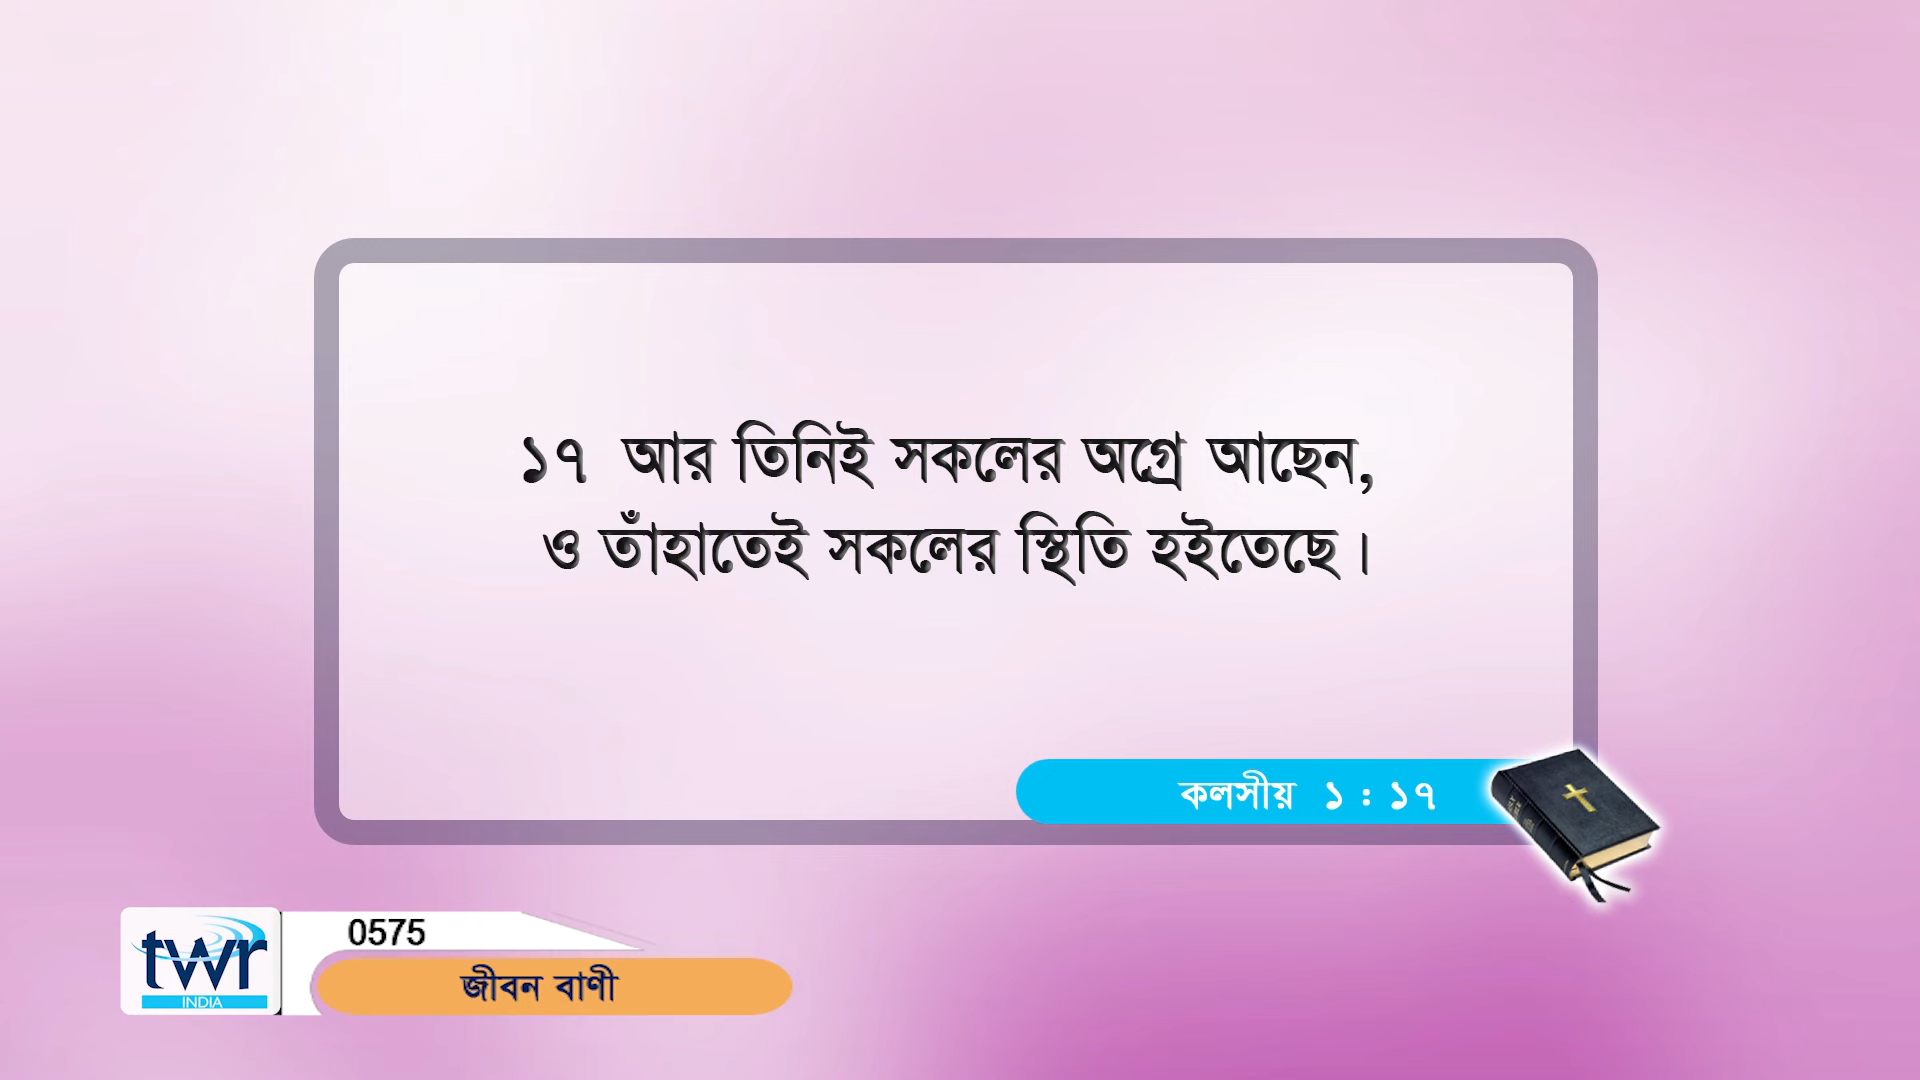 ১৭ আর তিনিই সকলের অগ্রে আছেন,
ও তাঁহাতেই সকলের স্থিতি হইতেছে।
কলসীয় ১ : ১৭
twr
INDIA
0575
জীবন বাণী